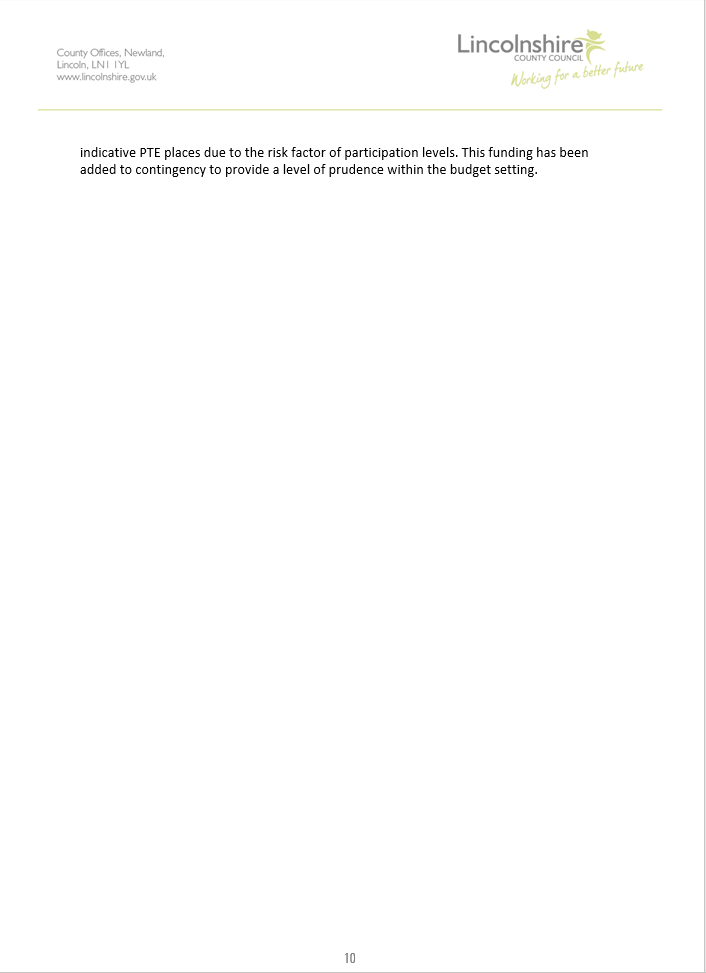 County Offices, Newland,
Lincoln, LN1 1YL
www.lincolnshire.gov.uk
Lincolnshire
COUNTY COUNCIL
Working for a better future
indicative PTE places due to the risk factor of participation levels. This funding has been
added to contingency to provide a level of prudence within the budget setting.
10